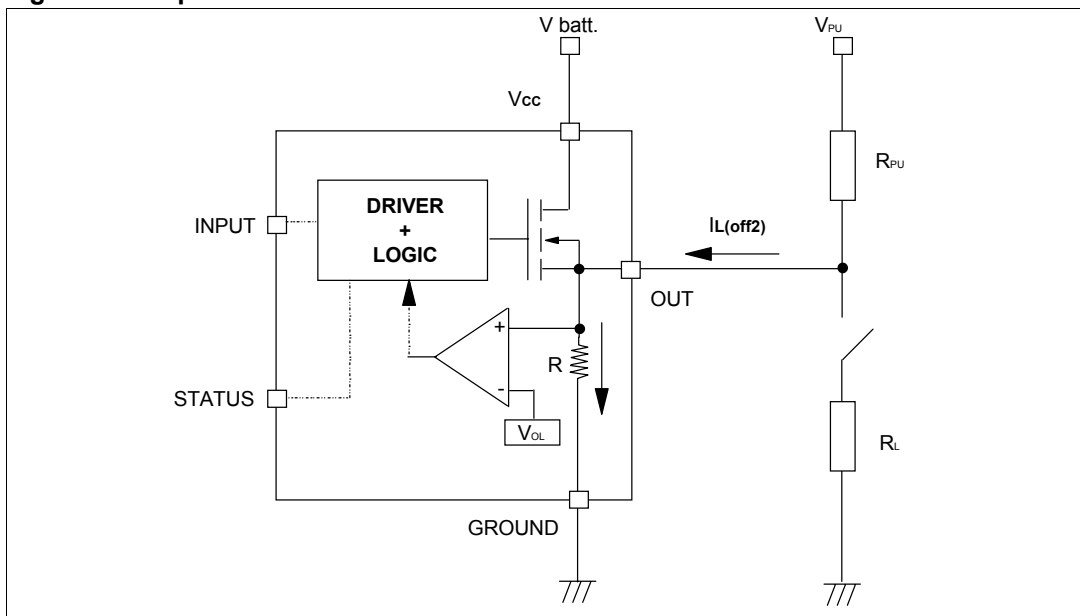 V batt.
VPU
Vcc
RPU
DRIVER
+
LOGIC
INPUT
IL(off2)
OUT
+
R
-
STATUS
VOL
RL
GROUND